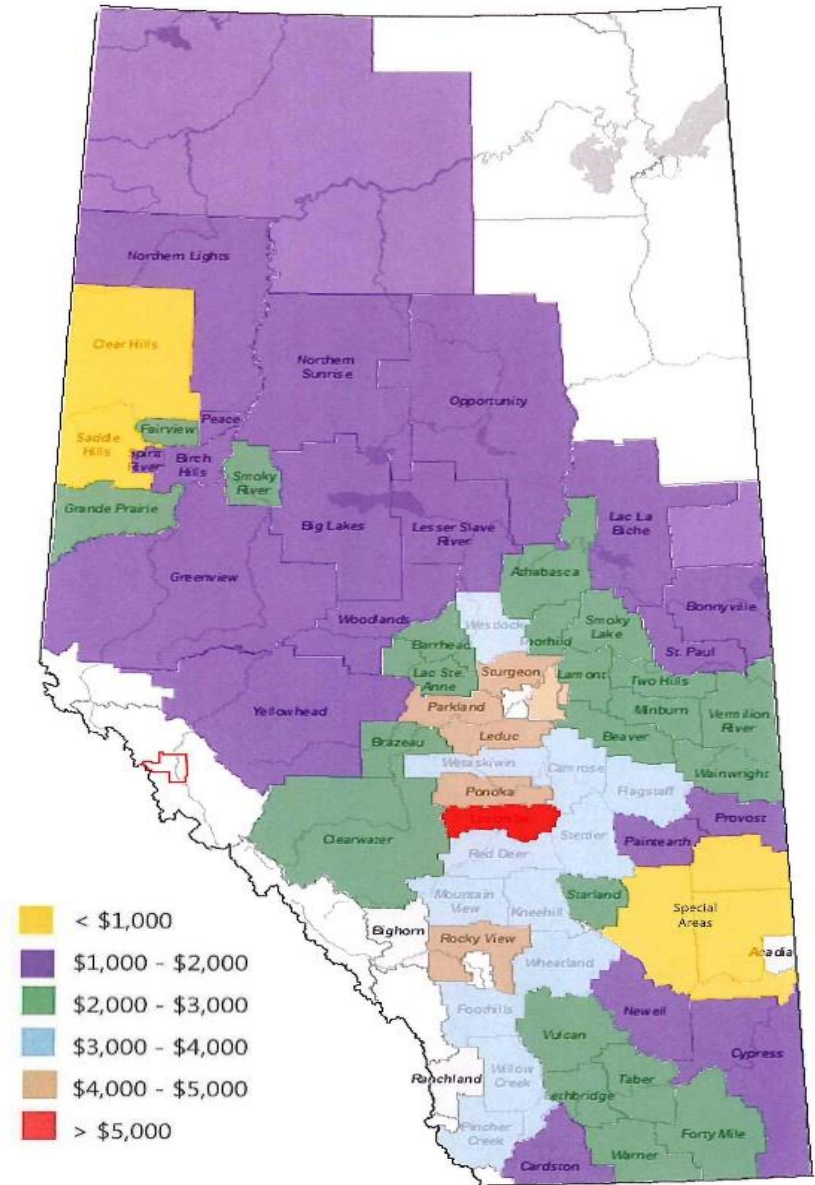 Northern Lights
Clear Hills
Northern
Sunrise
Opportunity
Peace
Fairview
Saddle
Hills
Spirit
River
Birch
Hills
Smoky
River
Grande Prairie
Big Lakes
Lesser Slave
River
Lac La
Biche
Athabasca
Greenview
Bonnyville
Woodlands
Westlock
Thorhild
Smoky
Lake
Barrhead
St. Paul
Lac Ste.
Anne
Sturgeon
Lamont
Two Hills
Parkland
Minburn
Vermilion
River
Yellowhead
Leduc
Beaver
Brazeau
Wetaskiwin
Camrose
Wainwright
Ponoka
Flagstaff
Provost
Clearwater
Stettler
Paintearth
Red Deer
Mountain
View
Kneehill
Starland
Special
Areas
Bighorn
Rocky View
Acadia
Wheatland
Foothills
Newell
Vulcan
Cypress
Ranchland
Willow
Creek
Taber
Lethbridge
Pincher
Creek
Forty Mile
Warner
Cardston
< $1,000
$1,000 - $2,000
$2,000 - $3,000
$3,000 - $4,000
$4,000 - $5,000
> $5,000